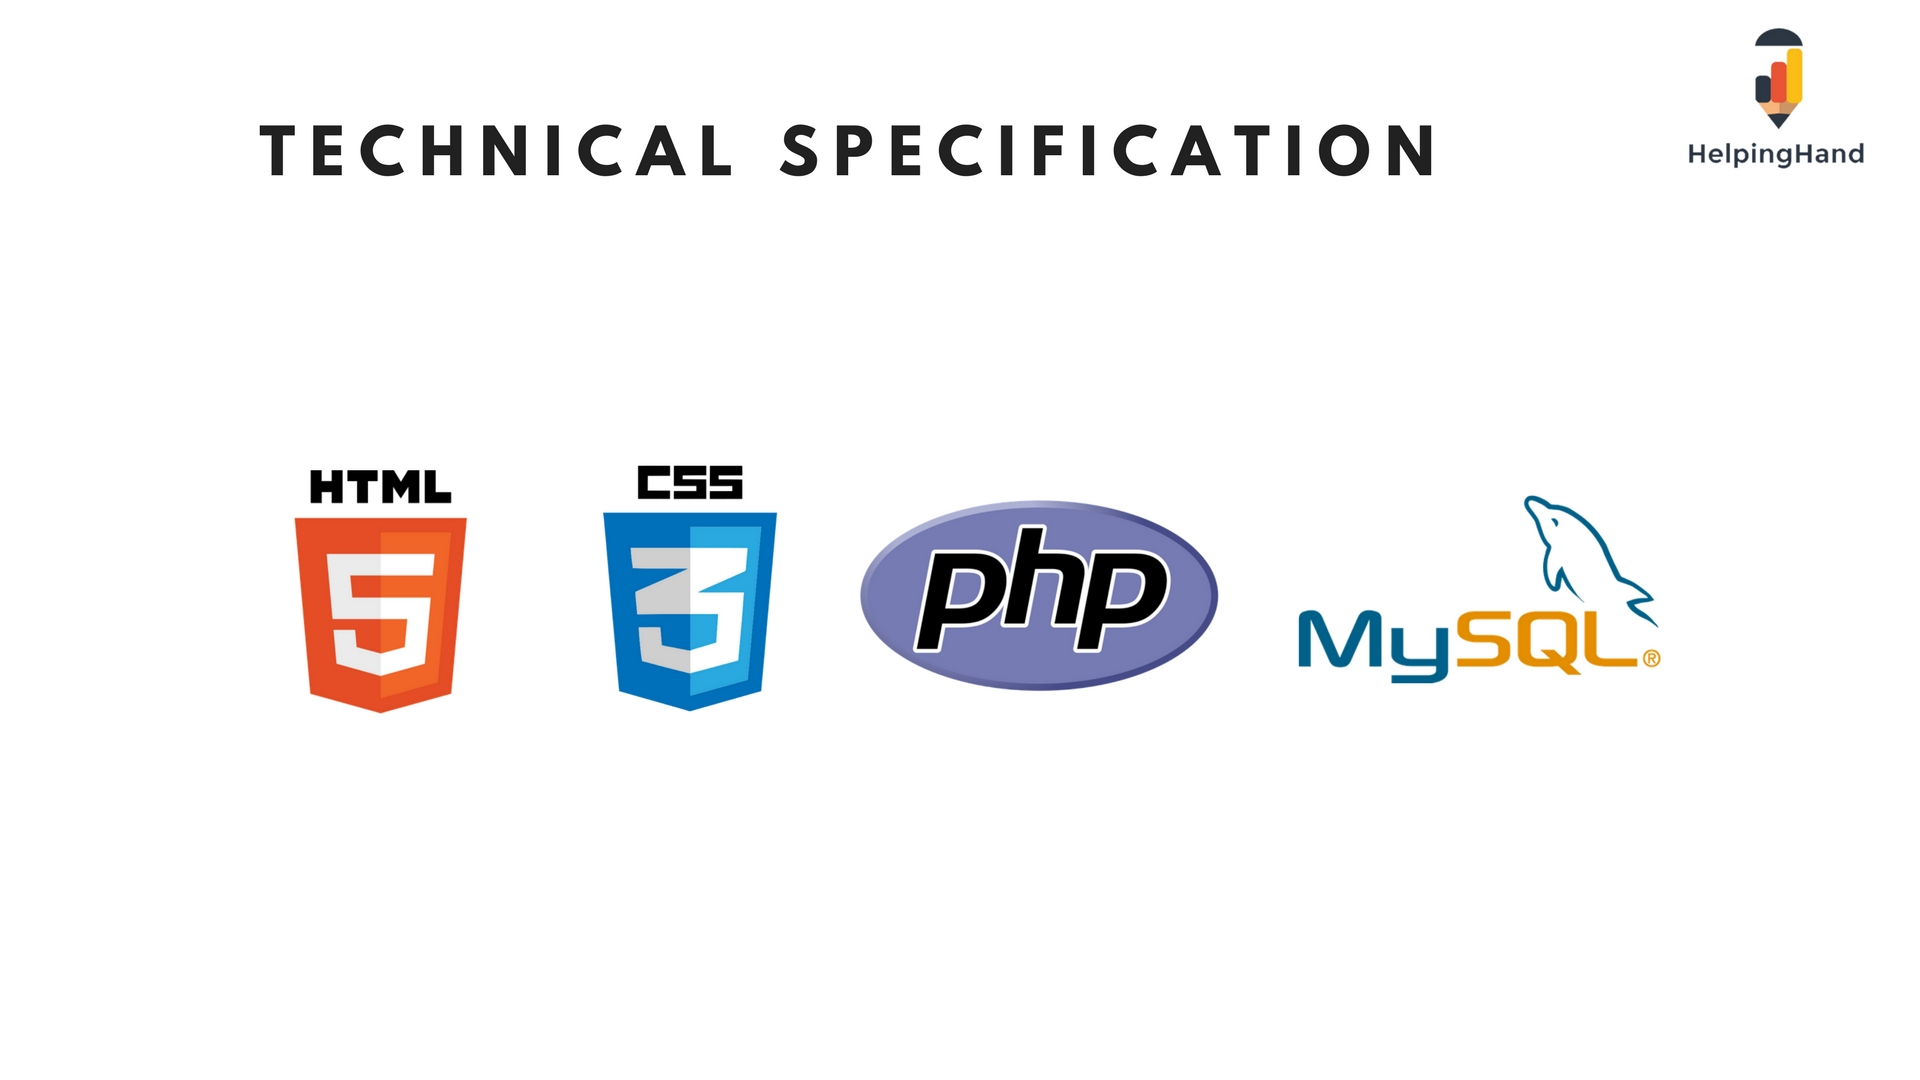 TECHNICAL SPECIFICATION
HelpingHand
HTML
5
CSS
3
php
MySQL®